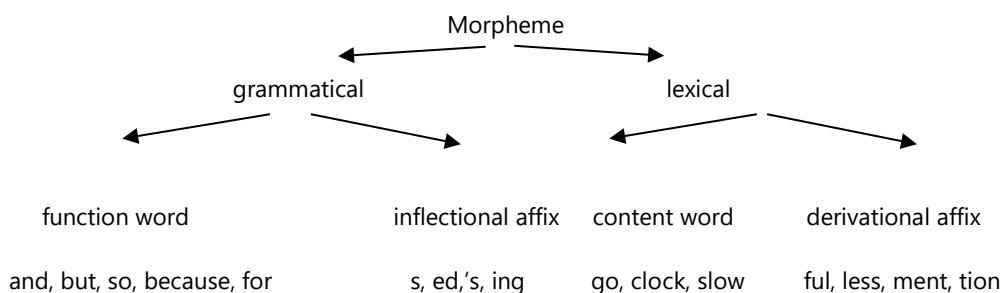 Morpheme
grammatical lexical
function word inflectional affix content word derivational affix
and, but, so, because, for s, ed,’s, ing go, clock, slow ful, less, ment, tion